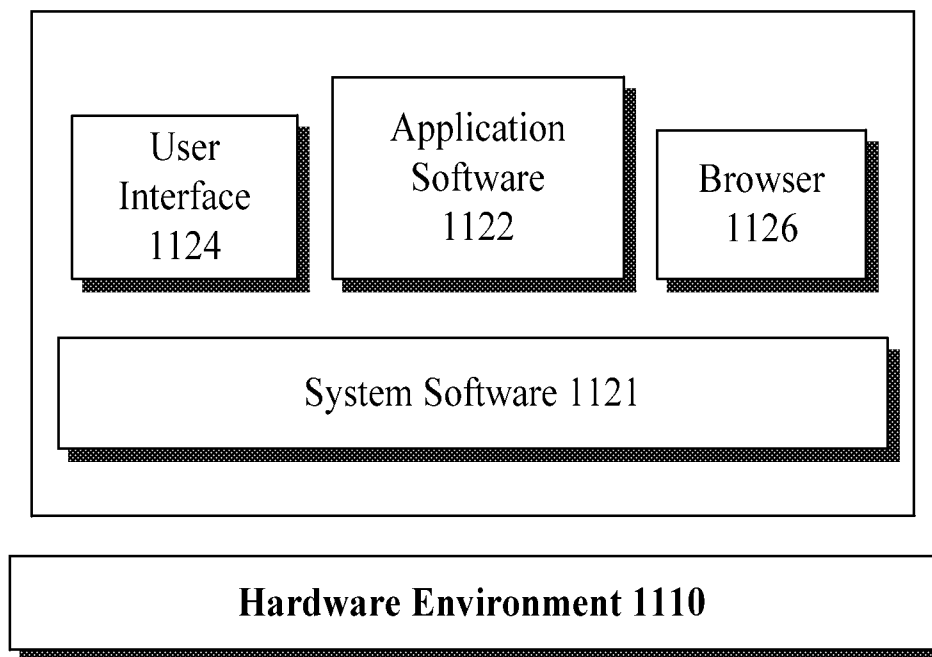 User
Interface
1124
Application
Software
1122
Browser
1126
System Software 1121
Hardware Environment 1110